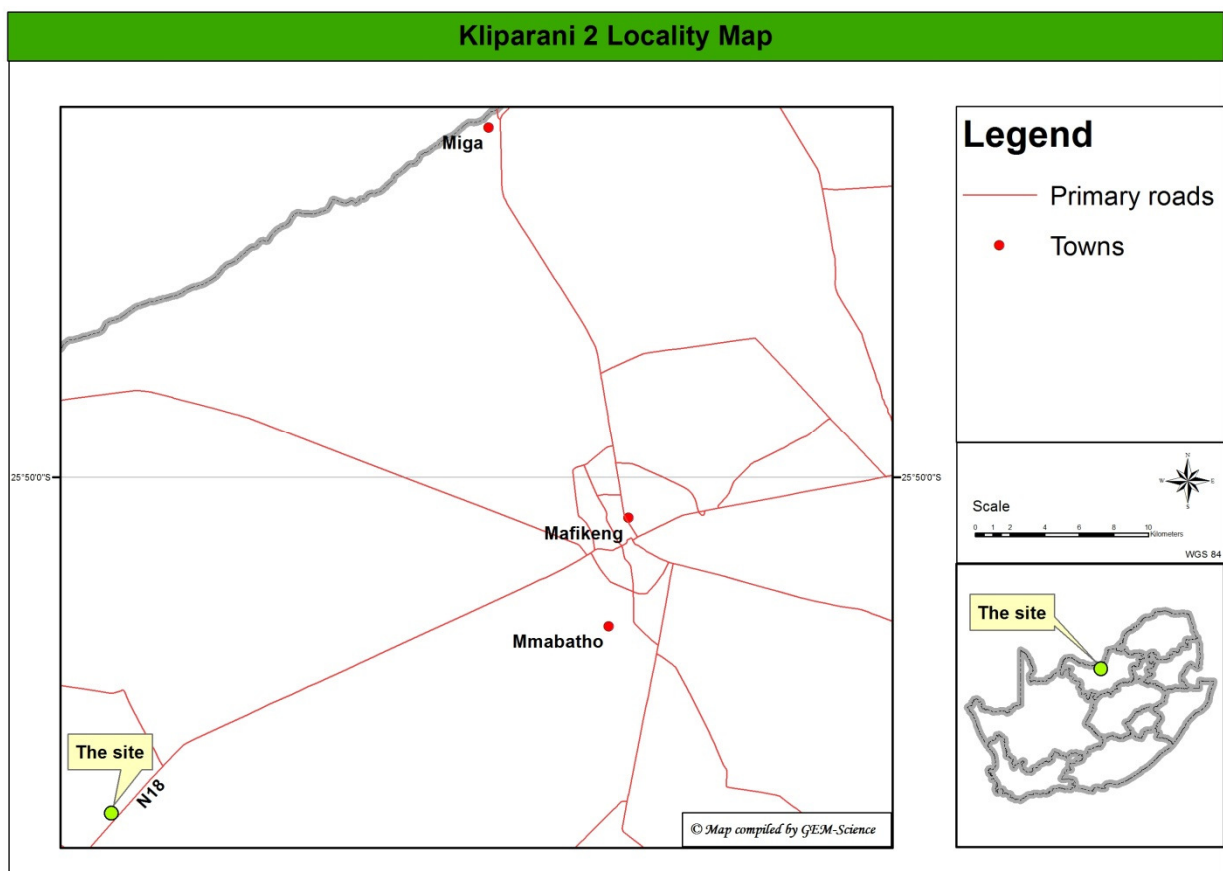 Kliparani 2 Locality Map
Miga
25°50'0"S
25°50'0"S
Mafikeng
Mmabatho
The site
N18
© Map compiled by GEM-Science
Legend
Primary roads
Towns
N
W
E
S
Scale
0 1 2 4 6 8 10
Kilometers
WGS 84
The site